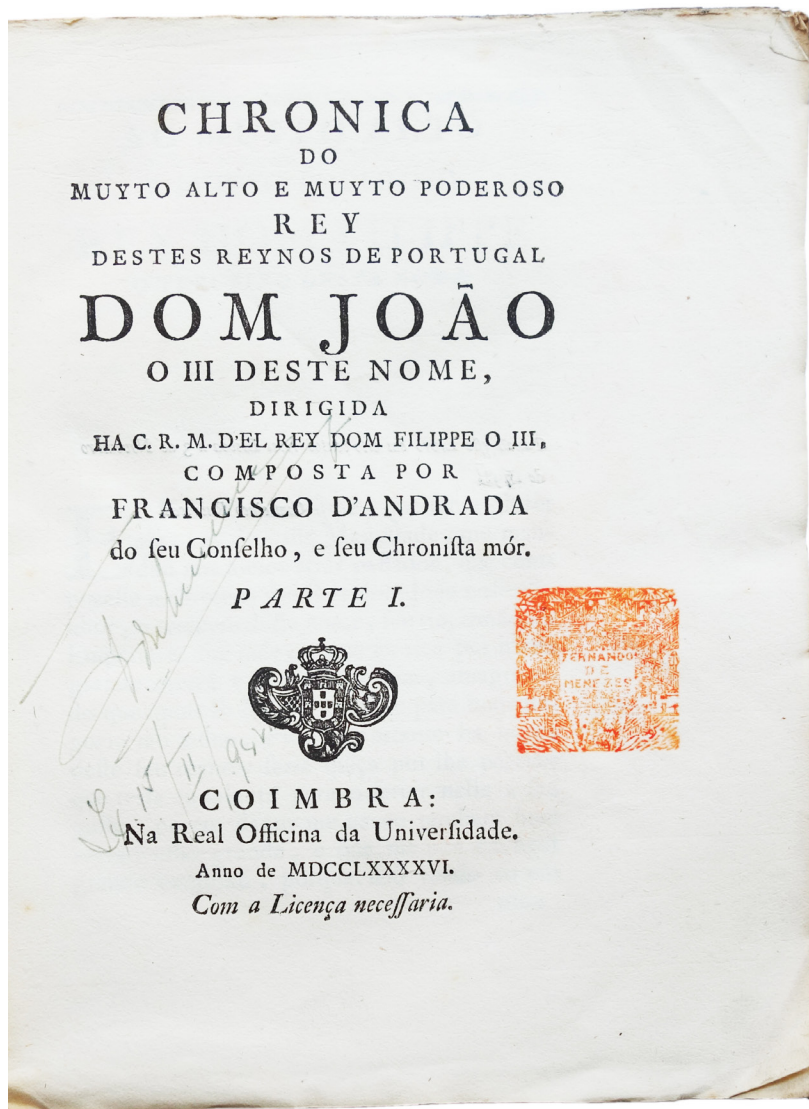 CHRONICA
DO
MUYTO ALTO E MUYTO PODEROSO
REY
DESTES REYNOS DE PORTUGAL
DOM JOÃO
O III DESTE NOME,
DIRIGIDA
HA C. R. M. D'EL REY DOM FILIPPE O III,
COMPOSTA POR
FRANCISCO D'ANDRADA
do ſeu Conſelho, e ſeu Chroniſta mór.
PARTE I.
FERNANDO
DE
MENEZES
COIMBRA:
Na Real Officina da Univerſidade.
Anno de MDCCLXXXXVI.
Com a Licença neceſſaria.